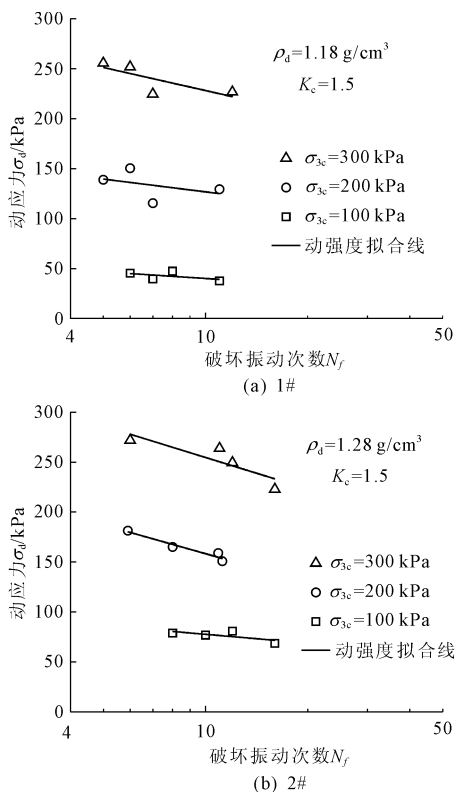 300
250
200
150
100
50
0
动应力σd/kPa
ρd=1.18 g/cm³
Kc=1.5
σ3c=300 kPa
σ3c=200 kPa
σ3c=100 kPa
动强度拟合线
4 10 50
破坏振动次数Nf
(a) 1#
300
250
200
150
100
50
0
动应力σd/kPa
ρd=1.28 g/cm³
Kc=1.5
σ3c=300 kPa
σ3c=200 kPa
σ3c=100 kPa
动强度拟合线
4 10 50
破坏振动次数Nf
(b) 2#